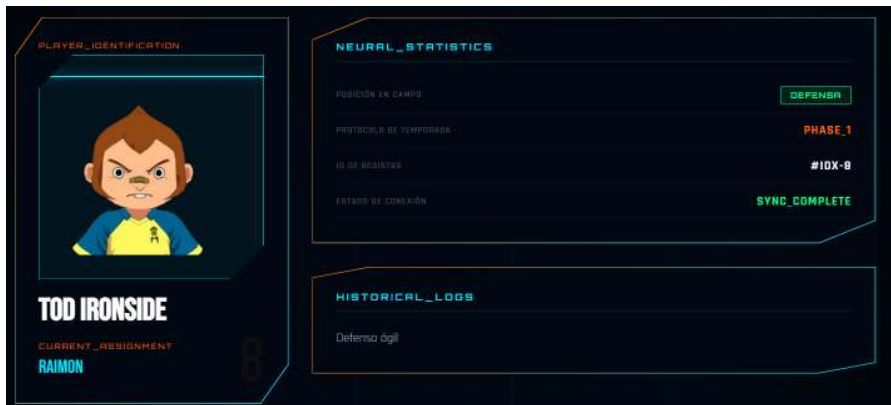 PLAYER_IDENTIFICATION
TOD IRONSIDE
CURRENT_ASSIGNMENT
RAIMON
8
NEURAL_STATISTICS
POSICIÓN EN CAMPO
DEFENSA
PROTOCOLO DE TEMPORADA
PHASE_1
ID DE REGISTRO
#IDX-8
ESTADO DE CONEXIÓN
SYNC_COMPLETE
HISTORICAL_LOGS
Defensa ágil